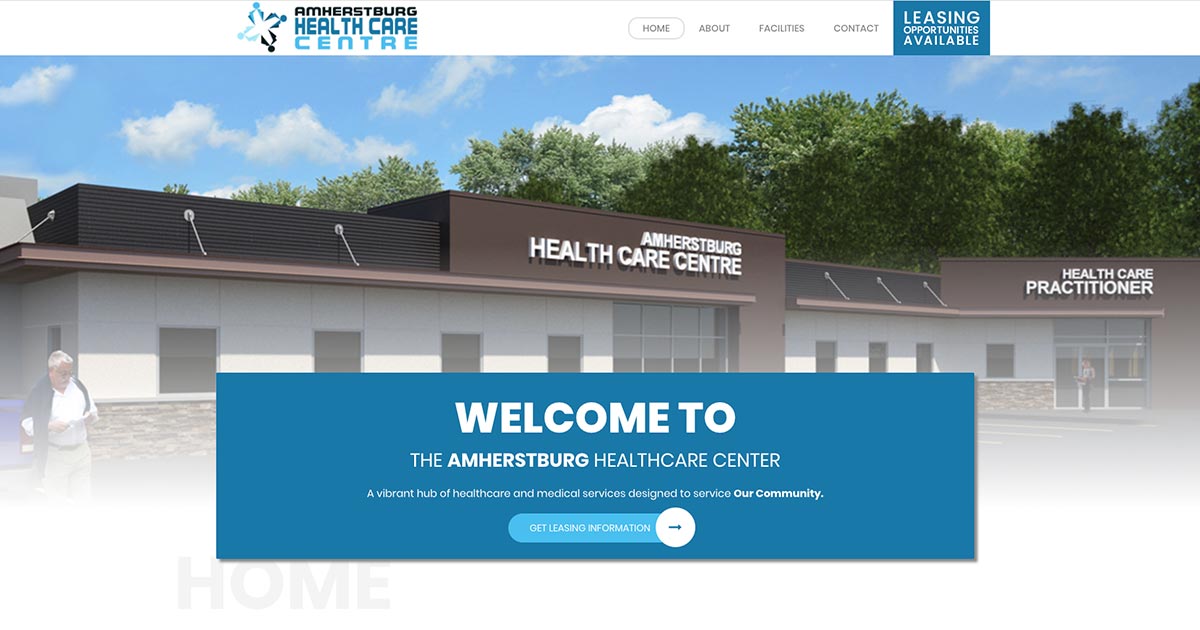 AMHERSTBURG
HEALTH CARE
CENTRE
HOME
ABOUT
FACILITIES
CONTACT
LEASING
OPPORTUNITIES
AVAILABLE
AMHERSTBURG
HEALTH CARE CENTRE
HEALTH CARE
PRACTITIONER
WELCOME TO
THE AMHERSTBURG HEALTHCARE CENTER
A vibrant hub of healthcare and medical services designed to service Our Community.
GET LEASING INFORMATION
HOME